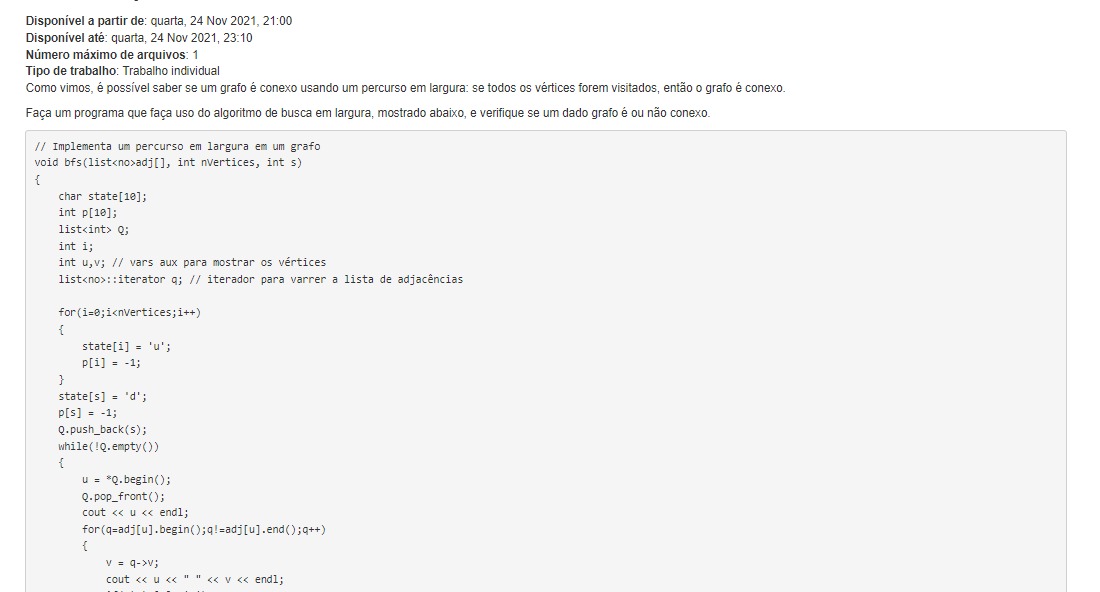 Disponível a partir de: quarta, 24 Nov 2021, 21:00
Disponível até: quarta, 24 Nov 2021, 23:10
Número máximo de arquivos: 1
Tipo de trabalho: Trabalho individual
Como vimos, é possível saber se um grafo é conexo usando um percurso em largura: se todos os vértices forem visitados, então o grafo é conexo.
Faça um programa que faça uso do algoritmo de busca em largura, mostrado abaixo, e verifique se um dado grafo é ou não conexo.
// Implementa um percurso em largura em um grafo
void bfs(list<no>adj[], int nVertices, int s)
{
    char state[10];
    int p[10];
    list<int> Q;
    int i;
    int u,v; // vars aux para mostrar os vértices
    list<no>::iterator q; // iterador para varrer a lista de adjacências
    for(i=0;i<nVertices;i++)
    {
        state[i] = 'u';
        p[i] = -1;
    }
    state[s] = 'd';
    p[s] = -1;
    Q.push_back(s);
    while(!Q.empty())
    {
        u = *Q.begin();
        Q.pop_front();
        cout << u << endl;
        for(q=adj[u].begin();q!=adj[u].end();q++)
        {
            v = q->v;
            cout << u << " " << v << endl;